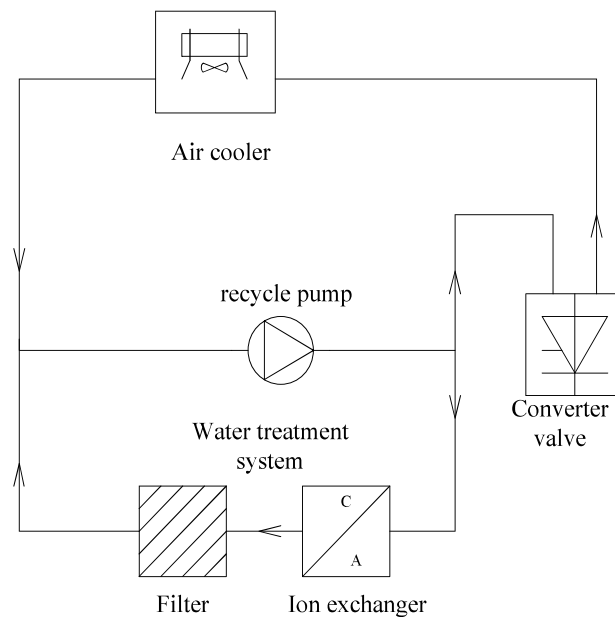 Air cooler
recycle pump
Converter
valve
Water treatment
system
C
A
Filter
Ion exchanger